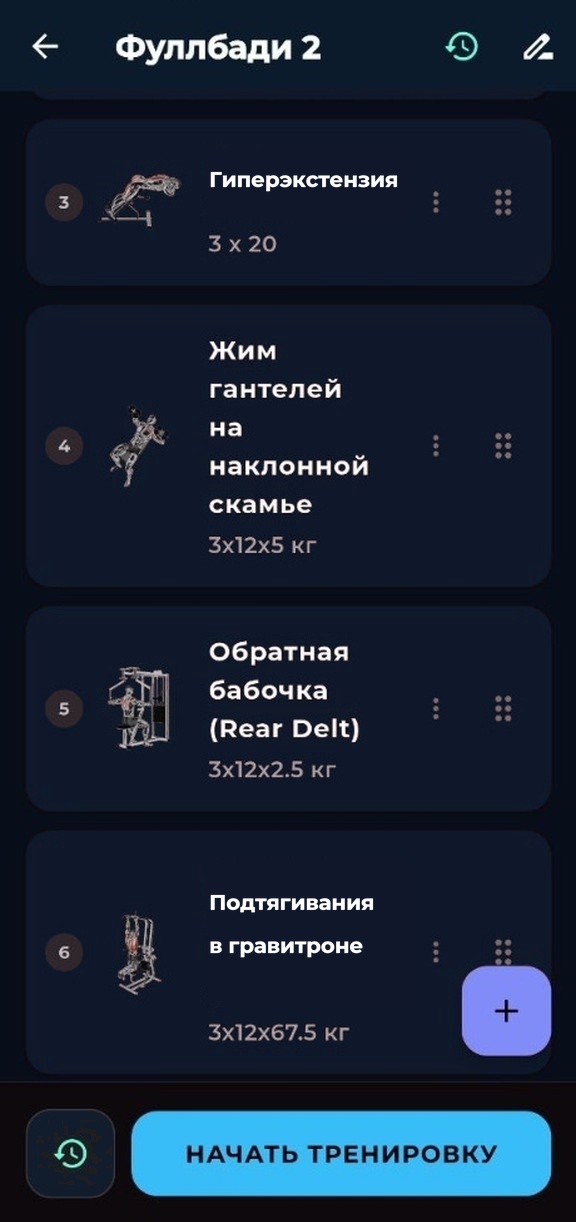 Фуллбади 2
3
Гиперэкстензия
3 x 20
4
Жим
гантелей
на
наклонной
скамье
3x12x5 кг
5
Обратная
бабочка
(Rear Delt)
3x12x2.5 кг
6
Подтягивания
в гравитроне
3x12x67.5 кг
+
НАЧАТЬ ТРЕНИРОВКУ